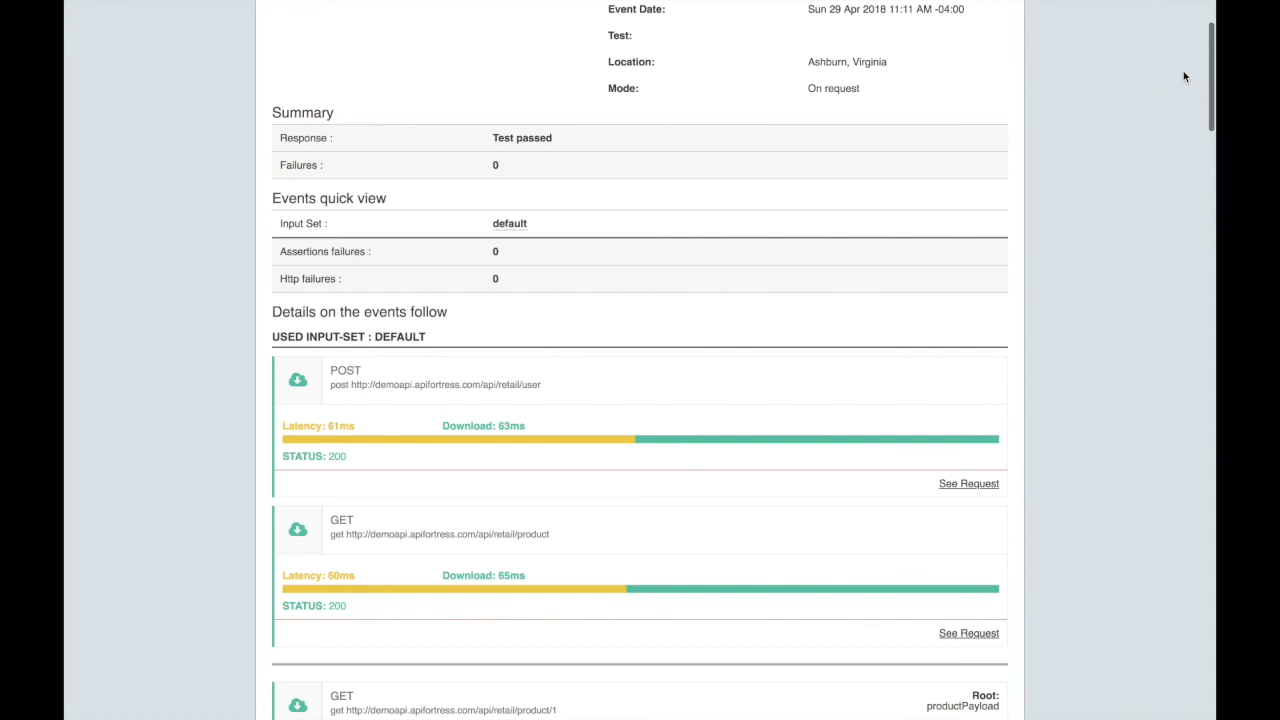 Event Date: Sun 29 Apr 2018 11:11 AM -04:00
Test:
Location: Ashburn, Virginia
Mode: On request
Summary
Response : Test passed
Failures : 0
Events quick view
Input Set : default
Assertions failures : 0
Http failures : 0
Details on the events follow
USED INPUT-SET : DEFAULT
POST
post http://demoapi.apifortress.com/api/retail/user
Latency: 61ms Download: 63ms
STATUS: 200
See Request
GET
get http://demoapi.apifortress.com/api/retail/product
Latency: 60ms Download: 65ms
STATUS: 200
See Request
GET Root:
get http://demoapi.apifortress.com/api/retail/product/1 productPayload